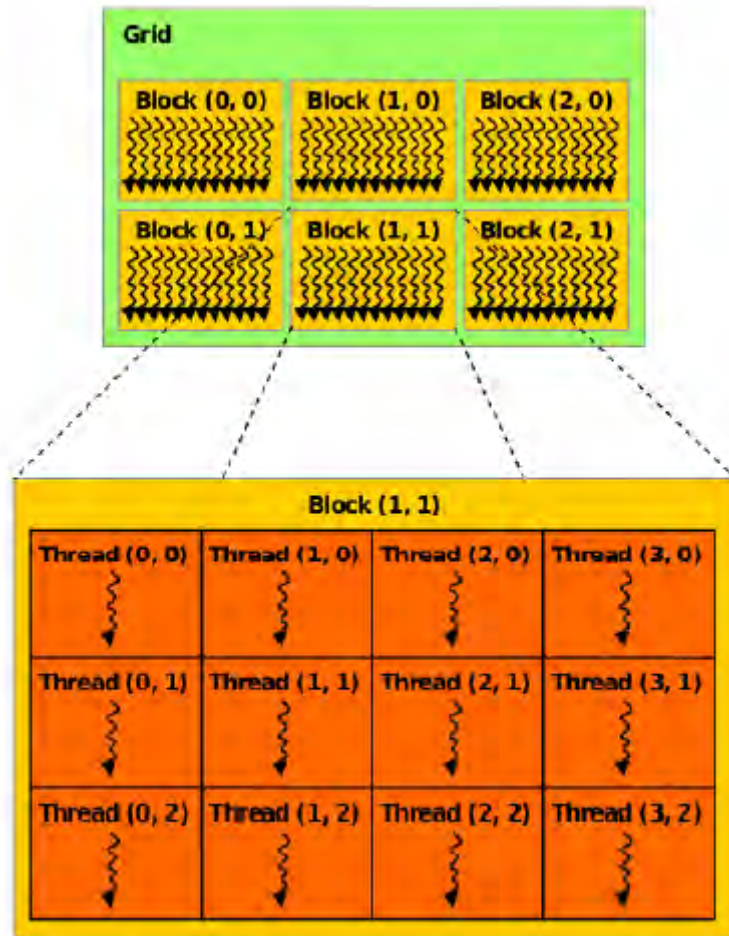 Grid
Block (0, 0) Block (1, 0) Block (2, 0)
Block (0, 1) Block (1, 1) Block (2, 1)
Block (1, 1)
Thread (0, 0) Thread (1, 0) Thread (2, 0) Thread (3, 0)
Thread (0, 1) Thread (1, 1) Thread (2, 1) Thread (3, 1)
Thread (0, 2) Thread (1, 2) Thread (2, 2) Thread (3, 2)